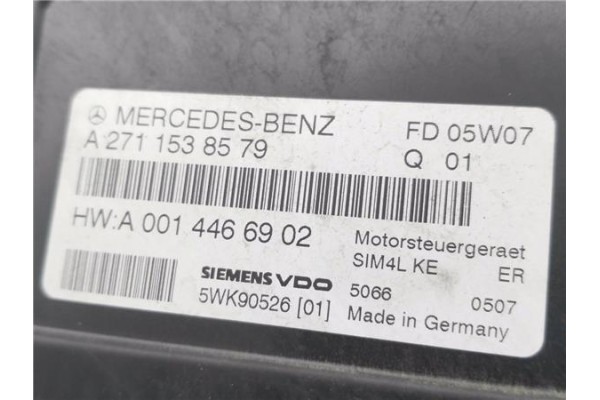 MERCEDES-BENZ FD 05W07
A 271 153 85 79 Q 01
HW:A 001 446 69 02
Motorsteuergeraet
SIM4L KE ER
SIEMENS VDO
5066 0507
5WK90526 [01] Made in Germany